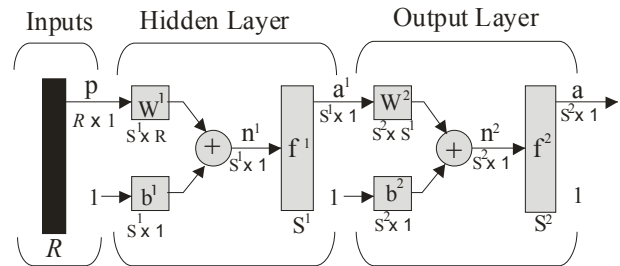 Inputs Hidden Layer Output Layer
p W¹ a¹ W² a
R x 1 S¹ x R S¹ x 1 S² x S¹ S² x 1
+ n¹ f¹ + n² f²
S¹ x 1 S² x 1
1 b¹ 1 b² 1
S¹ x 1 S² x 1
R S¹ S²